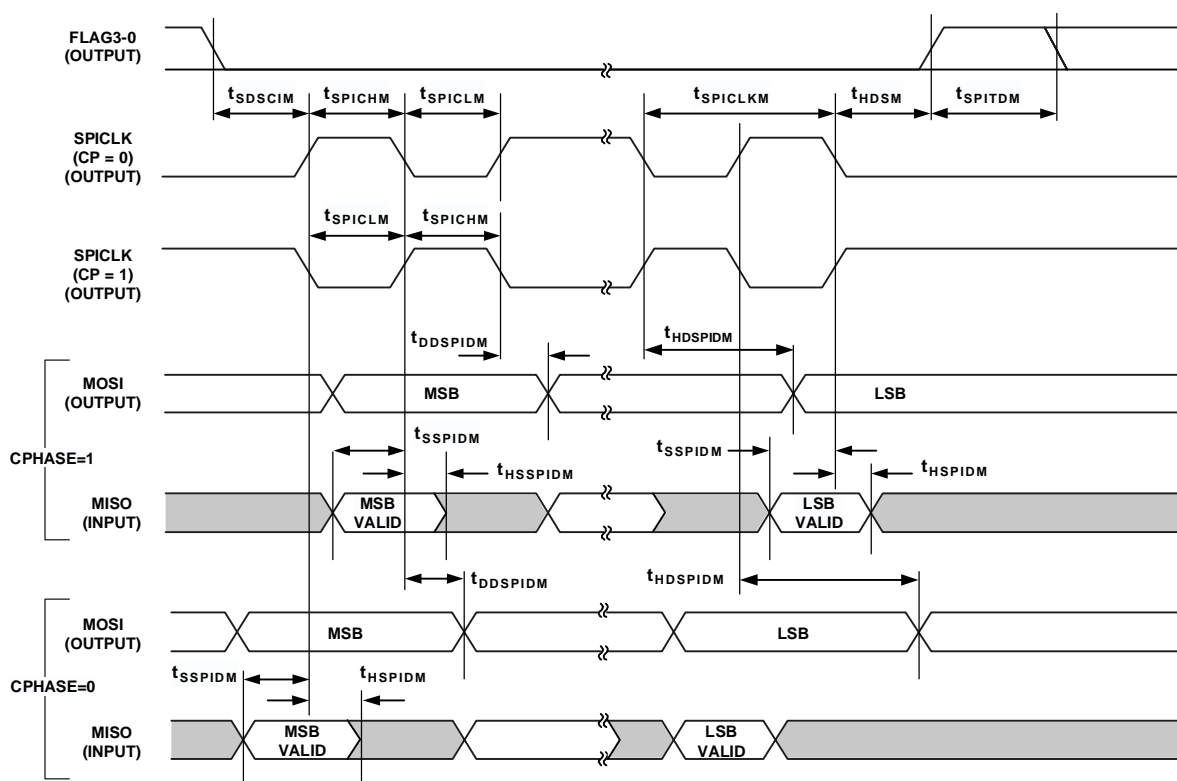 FLAG3-0
(OUTPUT)
tSDSCIM
tSPICHM
tSPICLM
tSPICLKM
tHDSM
tSPITDM
SPICLK
(CP = 0)
(OUTPUT)
tSPICLM
tSPICHM
SPICLK
(CP = 1)
(OUTPUT)
tDDSPIDM
tHDSPIDM
CPHASE=1
MOSI
(OUTPUT)
MSB
LSB
tSSPIDM
tHSSPIDM
tSSPIDM
tHSPIDM
MISO
(INPUT)
MSB
VALID
LSB
VALID
tDDSPIDM
tHDSPIDM
CPHASE=0
MOSI
(OUTPUT)
MSB
LSB
tSSPIDM
tHSPIDM
MISO
(INPUT)
MSB
VALID
LSB
VALID